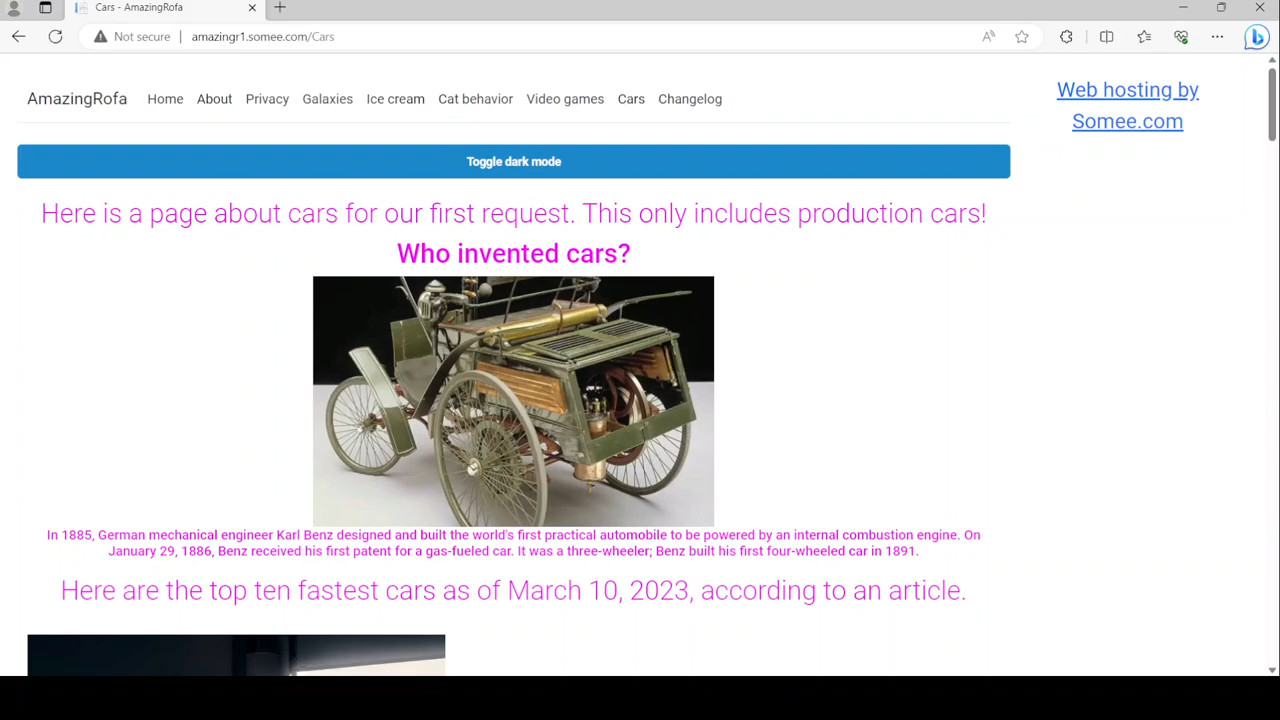 Cars - AmazingRofa
Not secure | amazingr1.somee.com/Cars
AmazingRofa Home About Privacy Galaxies Ice cream Cat behavior Video games Cars Changelog
Web hosting by
Somee.com
Toggle dark mode
Here is a page about cars for our first request. This only includes production cars!
Who invented cars?
In 1885, German mechanical engineer Karl Benz designed and built the world's first practical automobile to be powered by an internal combustion engine. On
January 29, 1886, Benz received his first patent for a gas-fueled car. It was a three-wheeler; Benz built his first four-wheeled car in 1891.
Here are the top ten fastest cars as of March 10, 2023, according to an article.